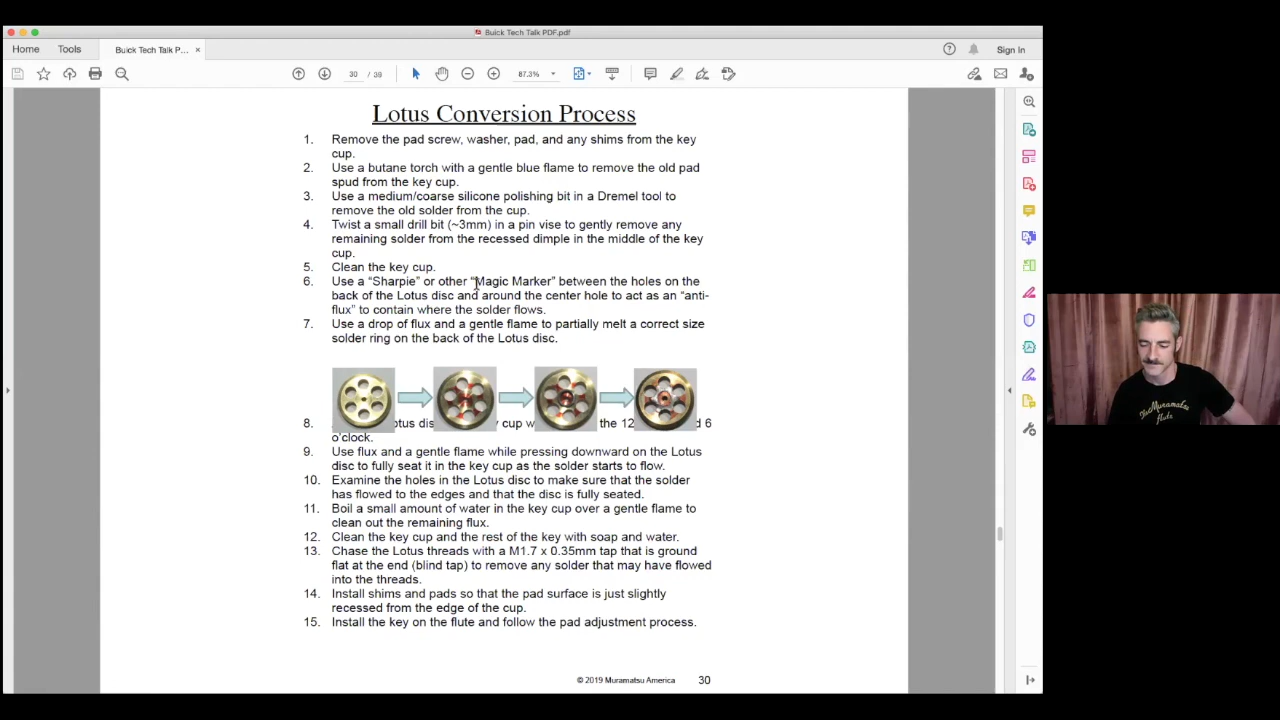 Buick Tech Talk PDF.pdf
Home Tools Buick Tech Talk P... × Sign In
30 / 39 87.3%
Lotus Conversion Process
1. Remove the pad screw, washer, pad, and any shims from the key
cup.
2. Use a butane torch with a gentle blue flame to remove the old pad
spud from the key cup.
3. Use a medium/coarse silicone polishing bit in a Dremel tool to
remove the old solder from the cup.
4. Twist a small drill bit (~3mm) in a pin vise to gently remove any
remaining solder from the recessed dimple in the middle of the key
cup.
5. Clean the key cup.
6. Use a “Sharpie” or other “Magic Marker” between the holes on the
back of the Lotus disc and around the center hole to act as an “anti-
flux” to contain where the solder flows.
7. Use a drop of flux and a gentle flame to partially melt a correct size
solder ring on the back of the Lotus disc.
8. the 12 6
o’clock.
9. Use flux and a gentle flame while pressing downward on the Lotus
disc to fully seat it in the key cup as the solder starts to flow.
10. Examine the holes in the Lotus disc to make sure that the solder
has flowed to the edges and that the disc is fully seated.
11. Boil a small amount of water in the key cup over a gentle flame to
clean out the remaining flux.
12. Clean the key cup and the rest of the key with soap and water.
13. Chase the Lotus threads with a M1.7 x 0.35mm tap that is ground
flat at the end (blind tap) to remove any solder that may have flowed
into the threads.
14. Install shims and pads so that the pad surface is just slightly
recessed from the edge of the cup.
15. Install the key on the flute and follow the pad adjustment process.
© 2019 Muramatsu America 30
The Muramatsu
flute